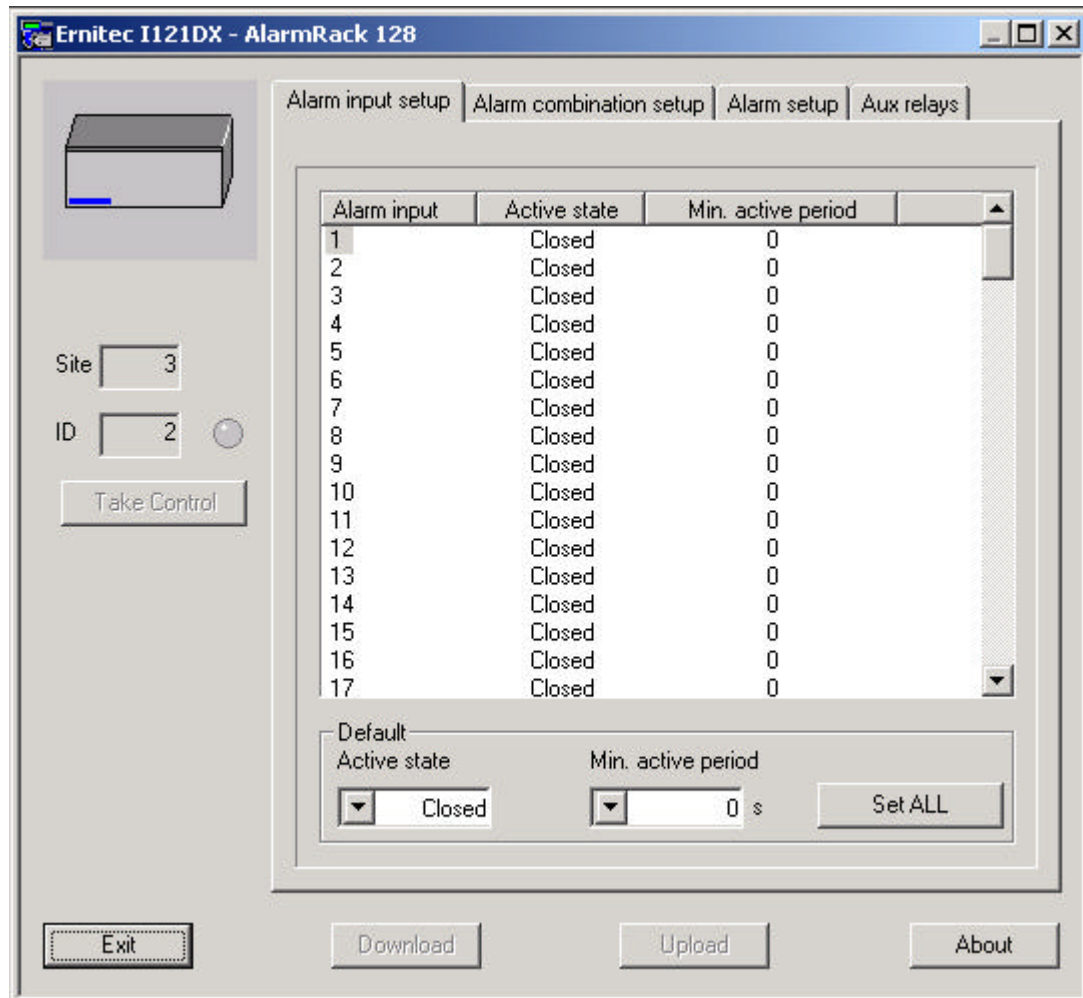 Ernitec I121DX - AlarmRack 128
Alarm input setup Alarm combination setup Alarm setup Aux relays
Alarm input Active state Min. active period
1 Closed 0
2 Closed 0
3 Closed 0
4 Closed 0
5 Closed 0
6 Closed 0
7 Closed 0
8 Closed 0
9 Closed 0
10 Closed 0
11 Closed 0
12 Closed 0
13 Closed 0
14 Closed 0
15 Closed 0
16 Closed 0
17 Closed 0
Site 3
ID 2
Take Control
Default
Active state Min. active period
Closed 0 s Set ALL
Exit Download Upload About